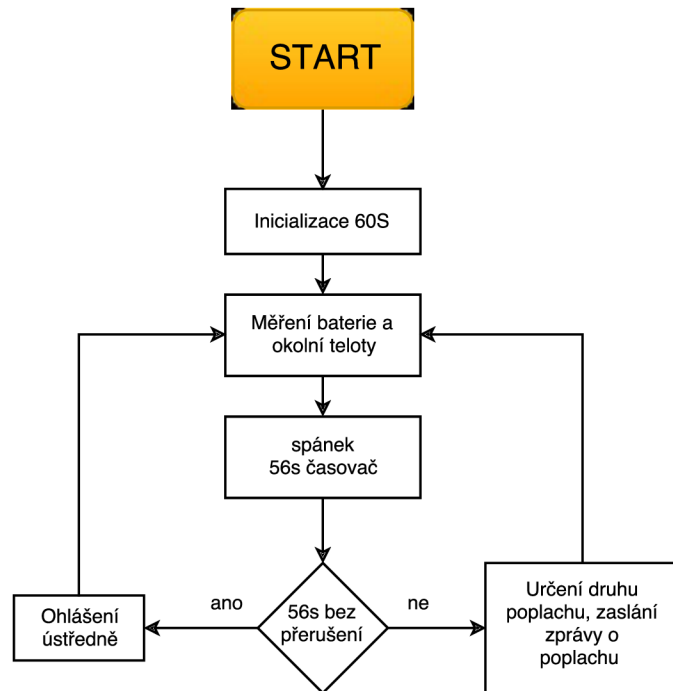 START
Inicializace 60S
Měření baterie a
okolní teloty
spánek
56s časovač
ano
56s bez
přerušení
ne
Ohlášení
ústředně
Určení druhu
poplachu, zaslání
zprávy o
poplachu